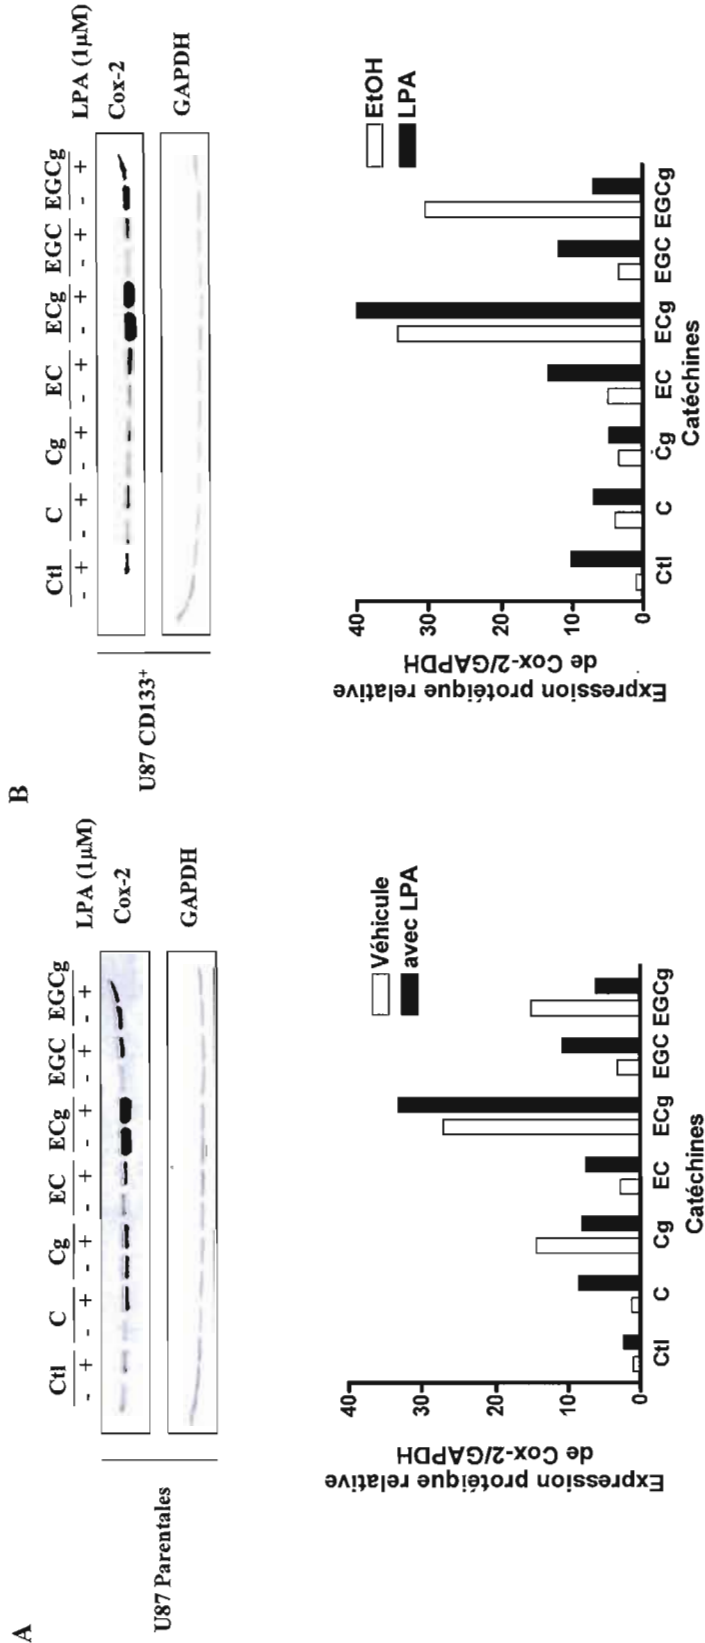 A
Ctl C Cg EC ECg EGC EGCg
- + - + - + - + - + - + - + LPA (1µM)
Cox-2
GAPDH
U87 Parentales
Expression protéique relative
de Cox-2/GAPDH
40
30
20
10
0
Véhicule
avec LPA
Ctl C Cg EC ECg EGC EGCg
Catéchines
B
Ctl C Cg EC ECg EGC EGCg
- + - + - + - + - + - + - + LPA (1µM)
Cox-2
GAPDH
U87 CD133+
Expression protéique relative
de Cox-2/GAPDH
40
30
20
10
0
EtOH
LPA
Ctl C Cg EC ECg EGC EGCg
Catéchines